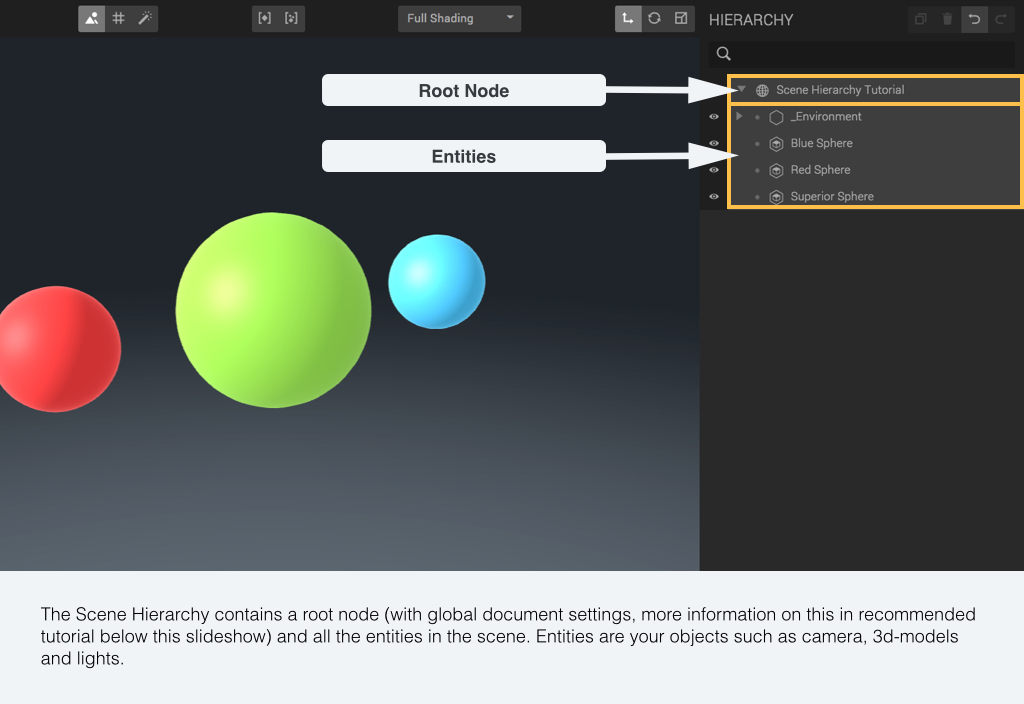 Full Shading
HIERARCHY
Root Node
Scene Hierarchy Tutorial
_Environment
Blue Sphere
Entities
Red Sphere
Superior Sphere
The Scene Hierarchy contains a root node (with global document settings, more information on this in recommended
tutorial below this slideshow) and all the entities in the scene. Entities are your objects such as camera, 3d-models
and lights.